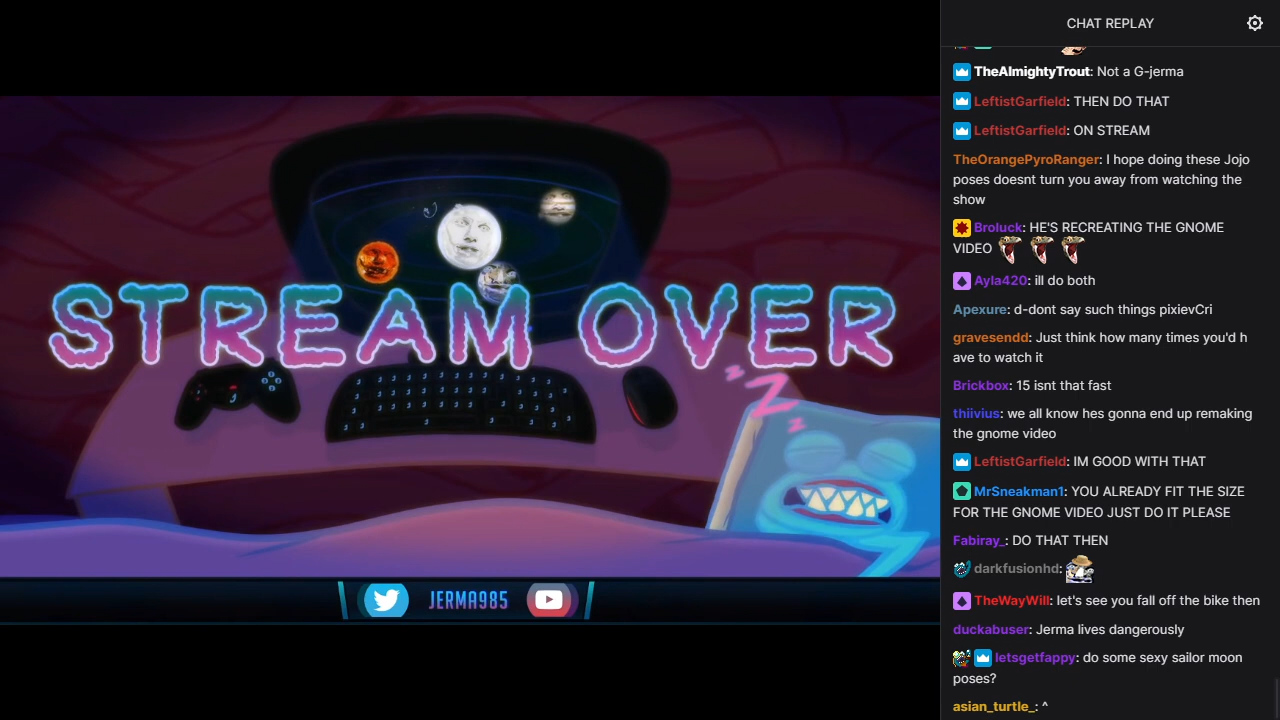 CHAT REPLAY
TheAlmightyTrout: Not a G-jerma
LeftistGarfield: THEN DO THAT
LeftistGarfield: ON STREAM
TheOrangePyroRanger: I hope doing these Jojo
poses doesnt turn you away from watching the
show
Broluck: HE'S RECREATING THE GNOME
VIDEO
Ayla420: ill do both
Apexure: d-dont say such things pixievCri
gravesendd: Just think how many times you'd h
ave to watch it
Brickbox: 15 isnt that fast
thiivius: we all know hes gonna end up remaking
the gnome video
LeftistGarfield: IM GOOD WITH THAT
MrSneakman1: YOU ALREADY FIT THE SIZE
FOR THE GNOME VIDEO JUST DO IT PLEASE
Fabiray_: DO THAT THEN
darkfusionhd:
TheWayWill: let's see you fall off the bike then
duckabuser: Jerma lives dangerously
letsgetfappy: do some sexy sailor moon
poses?
asian_turtle_: ^
STREAM OVER
z
Z
z
JERMA985